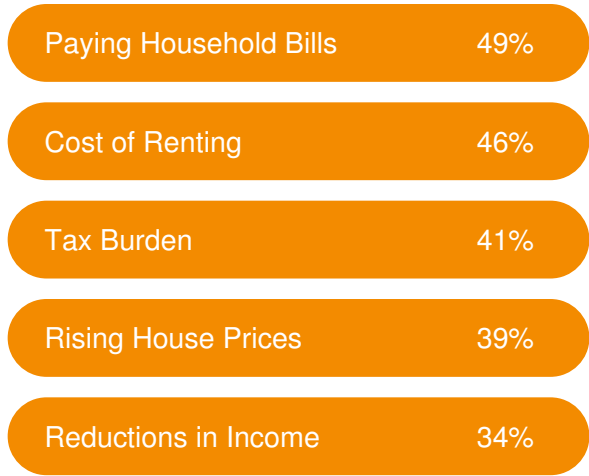 Paying Household Bills 49%
Cost of Renting 46%
Tax Burden 41%
Rising House Prices 39%
Reductions in Income 34%